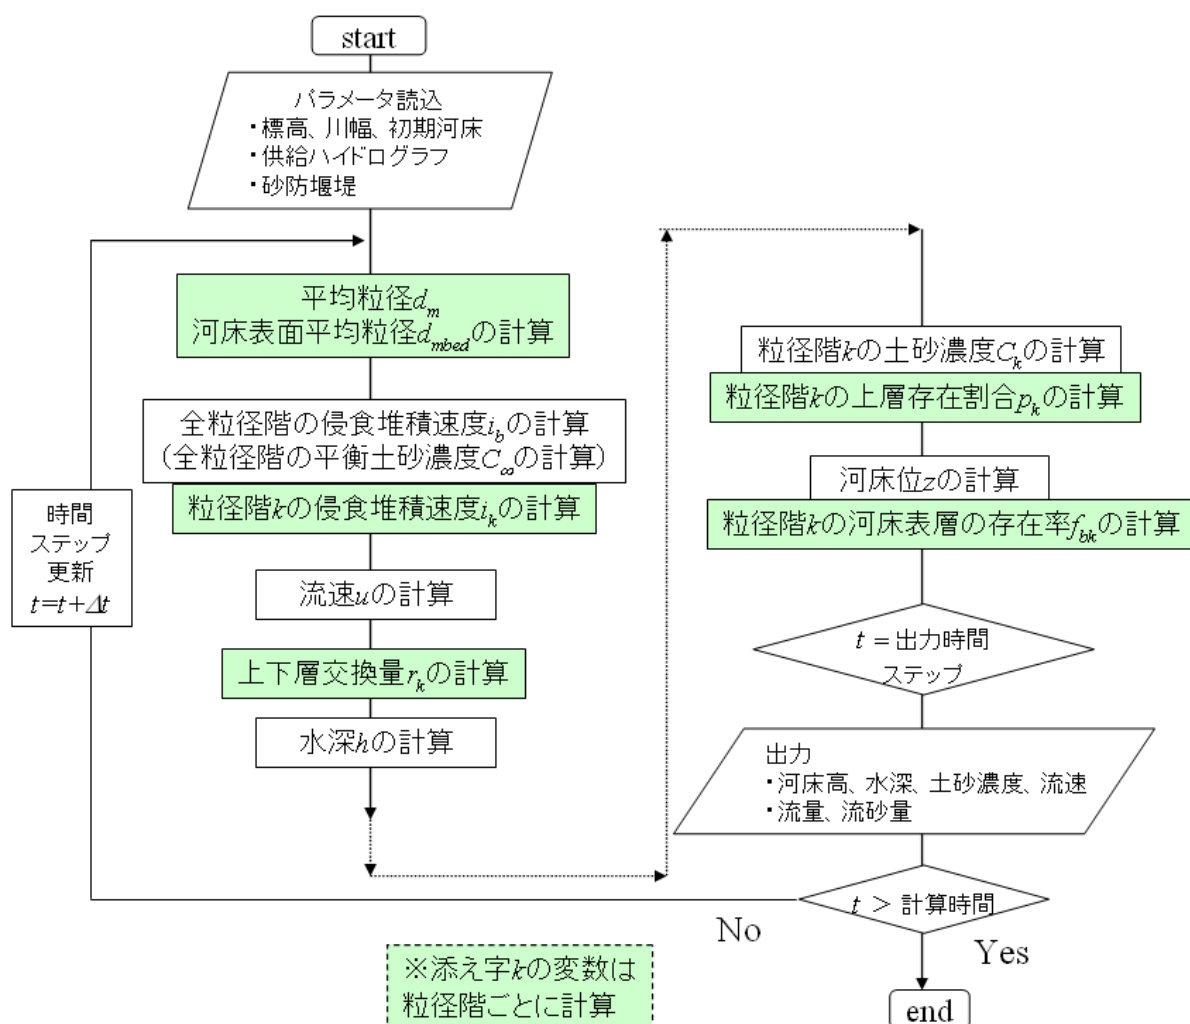 start
パラメータ読込
・標高、川幅、初期河床
・供給ハイドログラフ
・砂防堰堤
平均粒径dm
河床表面平均粒径dmbedの計算
全粒径階の侵食堆積速度ibの計算
（全粒径階の平衡土砂濃度C∞の計算）
粒径階kの侵食堆積速度ikの計算
時間
ステップ
更新
t=t+Δt
流速uの計算
上下層交換量rkの計算
水深hの計算
粒径階kの土砂濃度Ckの計算
粒径階kの上層存在割合pkの計算
河床位zの計算
粒径階kの河床表層の存在率fbkの計算
t = 出力時間
ステップ
出力
・河床高、水深、土砂濃度、流速
・流量、流砂量
t > 計算時間
No
Yes
※添え字kの変数は
粒径階ごとに計算
end